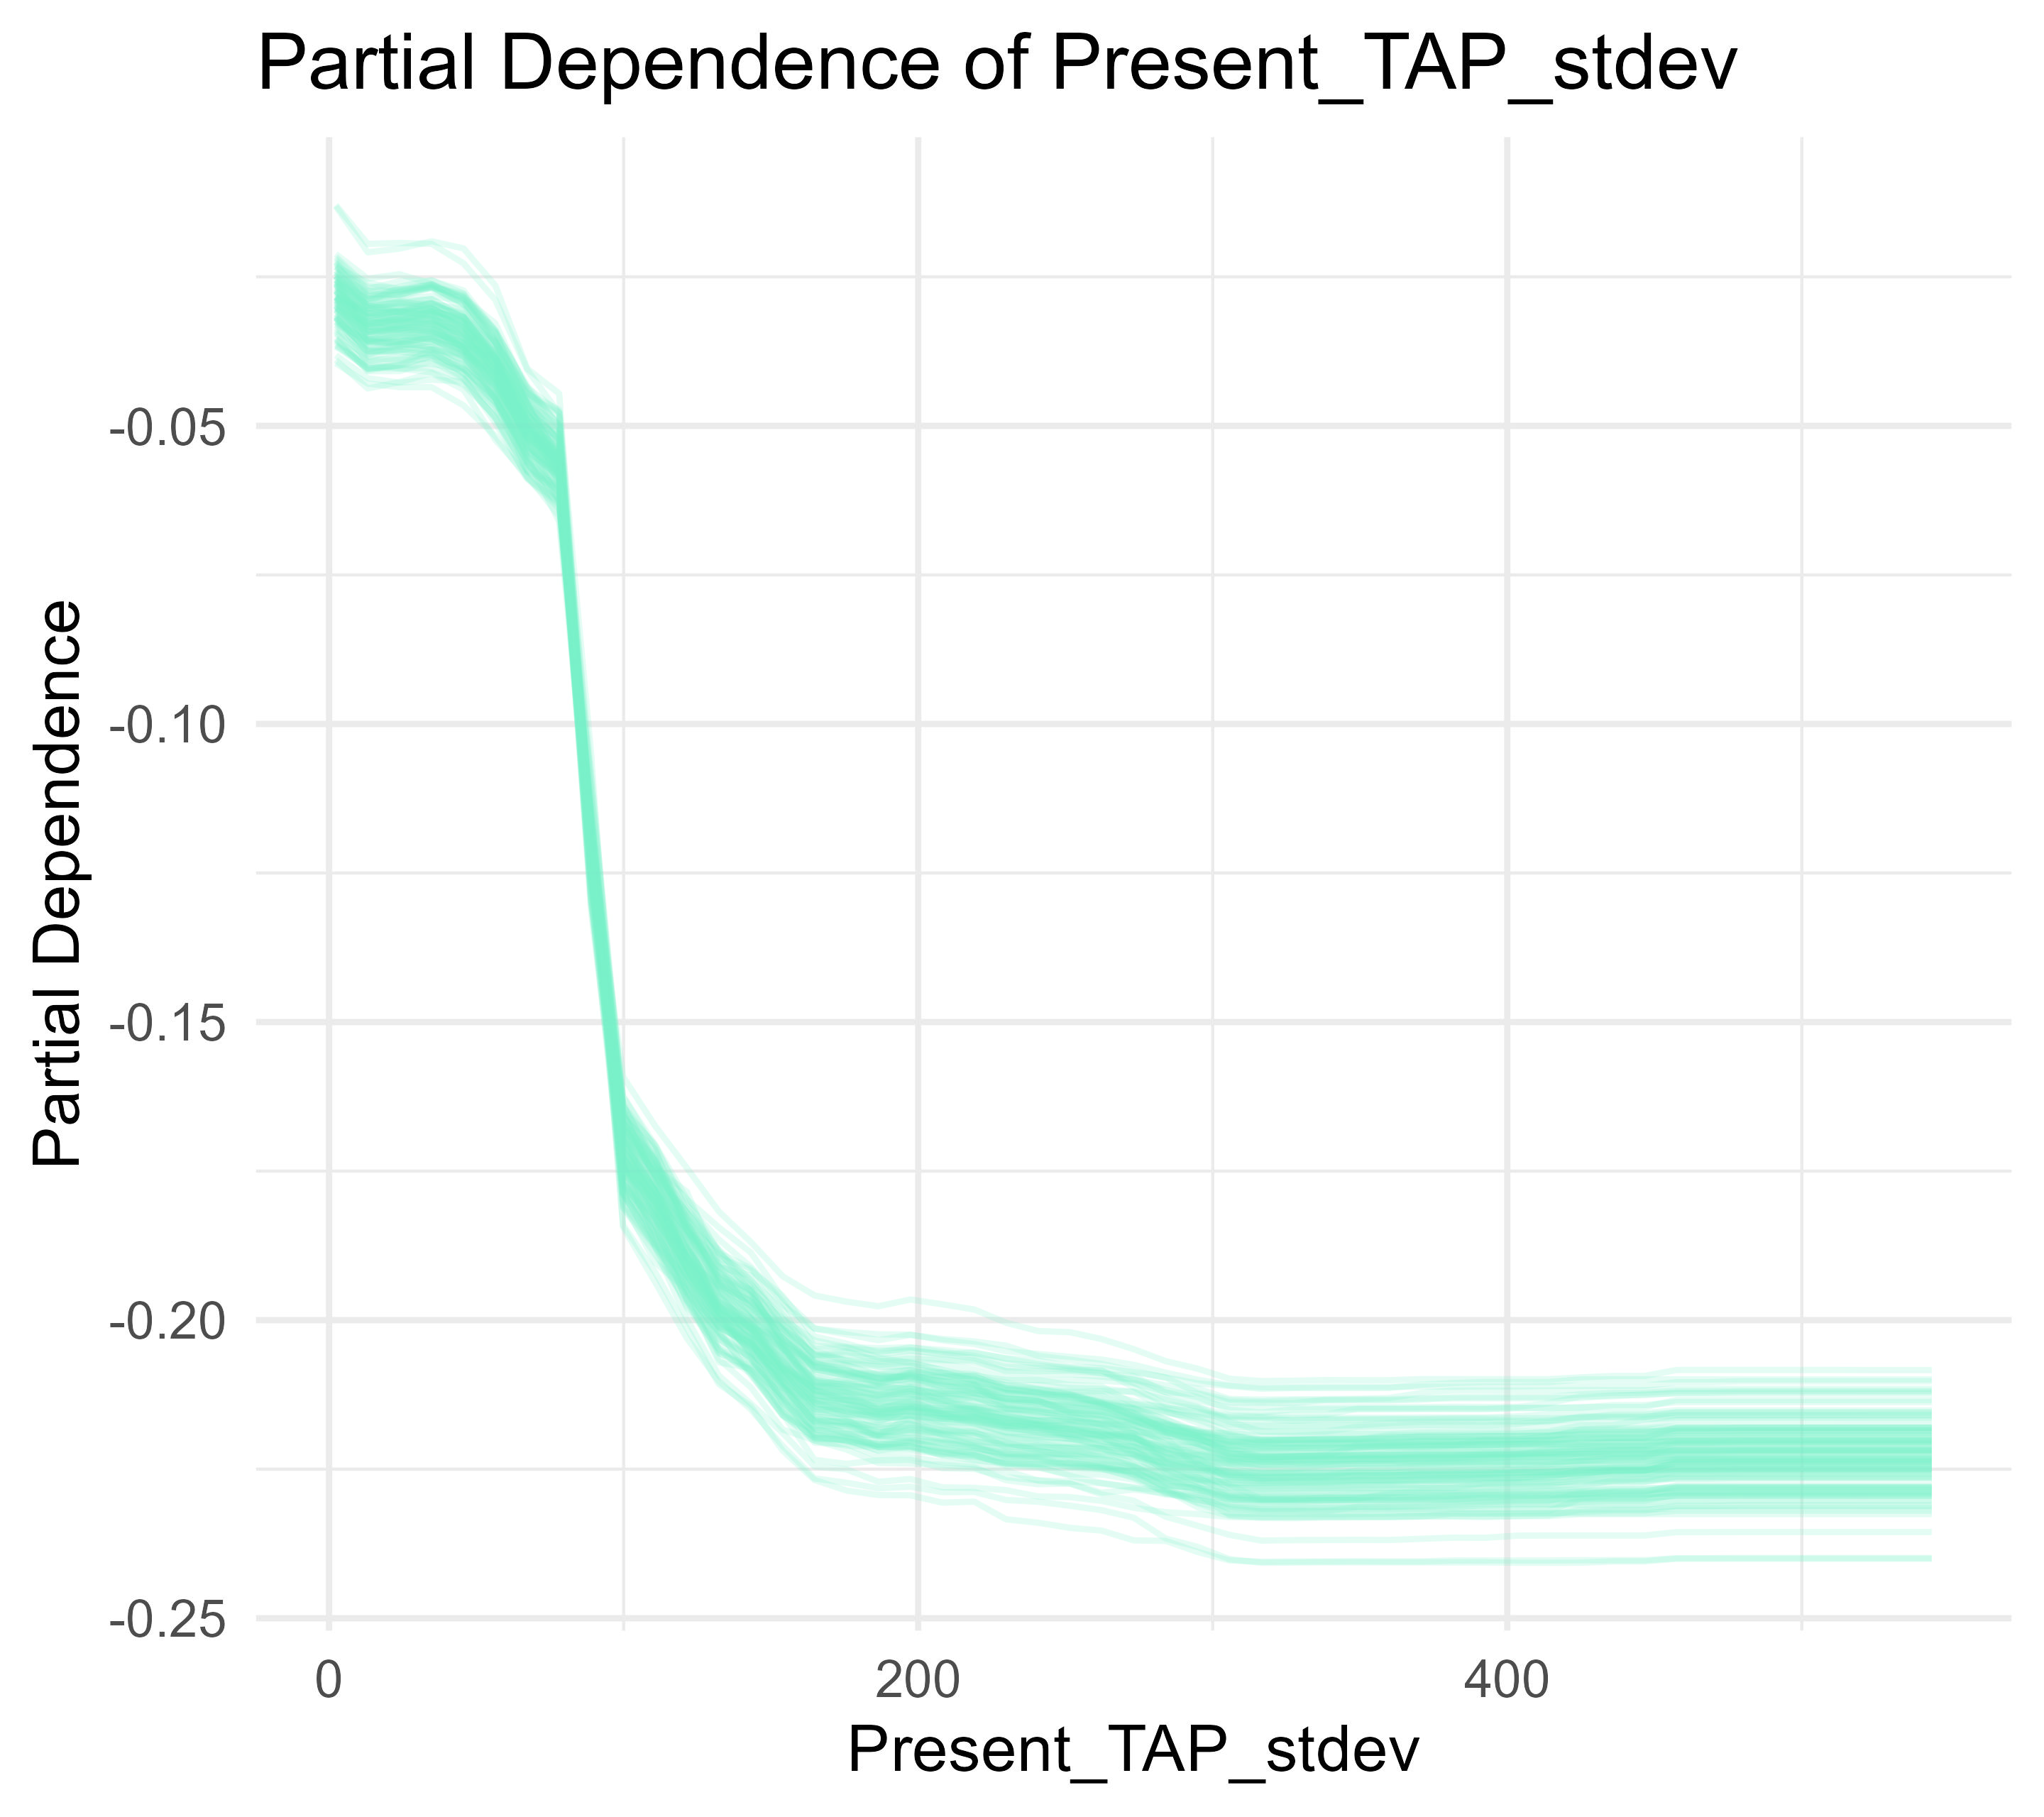 Partial Dependence of Present_TAP_stdev
Partial Dependence
-0.05
-0.10
-0.15
-0.20
-0.25
0
200
400
Present_TAP_stdev